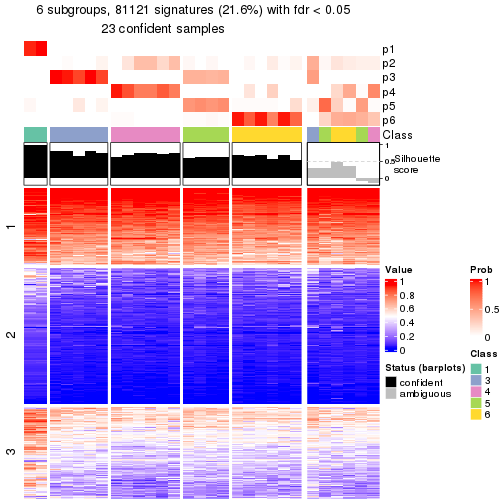 6 subgroups, 81121 signatures (21.6%) with fdr < 0.05
23 confident samples
p1
p2
p3
p4
p5
p6
Class
1
0.5
0
Silhouette
score
1
2
3
Value
1
0.8
0.6
0.4
0.2
0
Prob
1
0.5
0
Status (barplots)
confident
ambiguous
Class
1
3
4
5
6